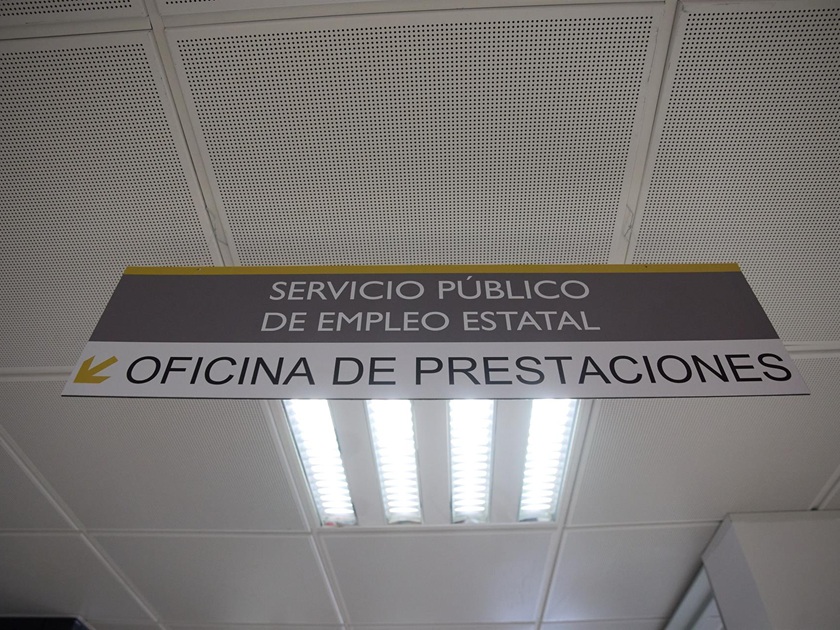 SERVICIO PÚBLICO
DE EMPLEO ESTATAL
OFICINA DE PRESTACIONES